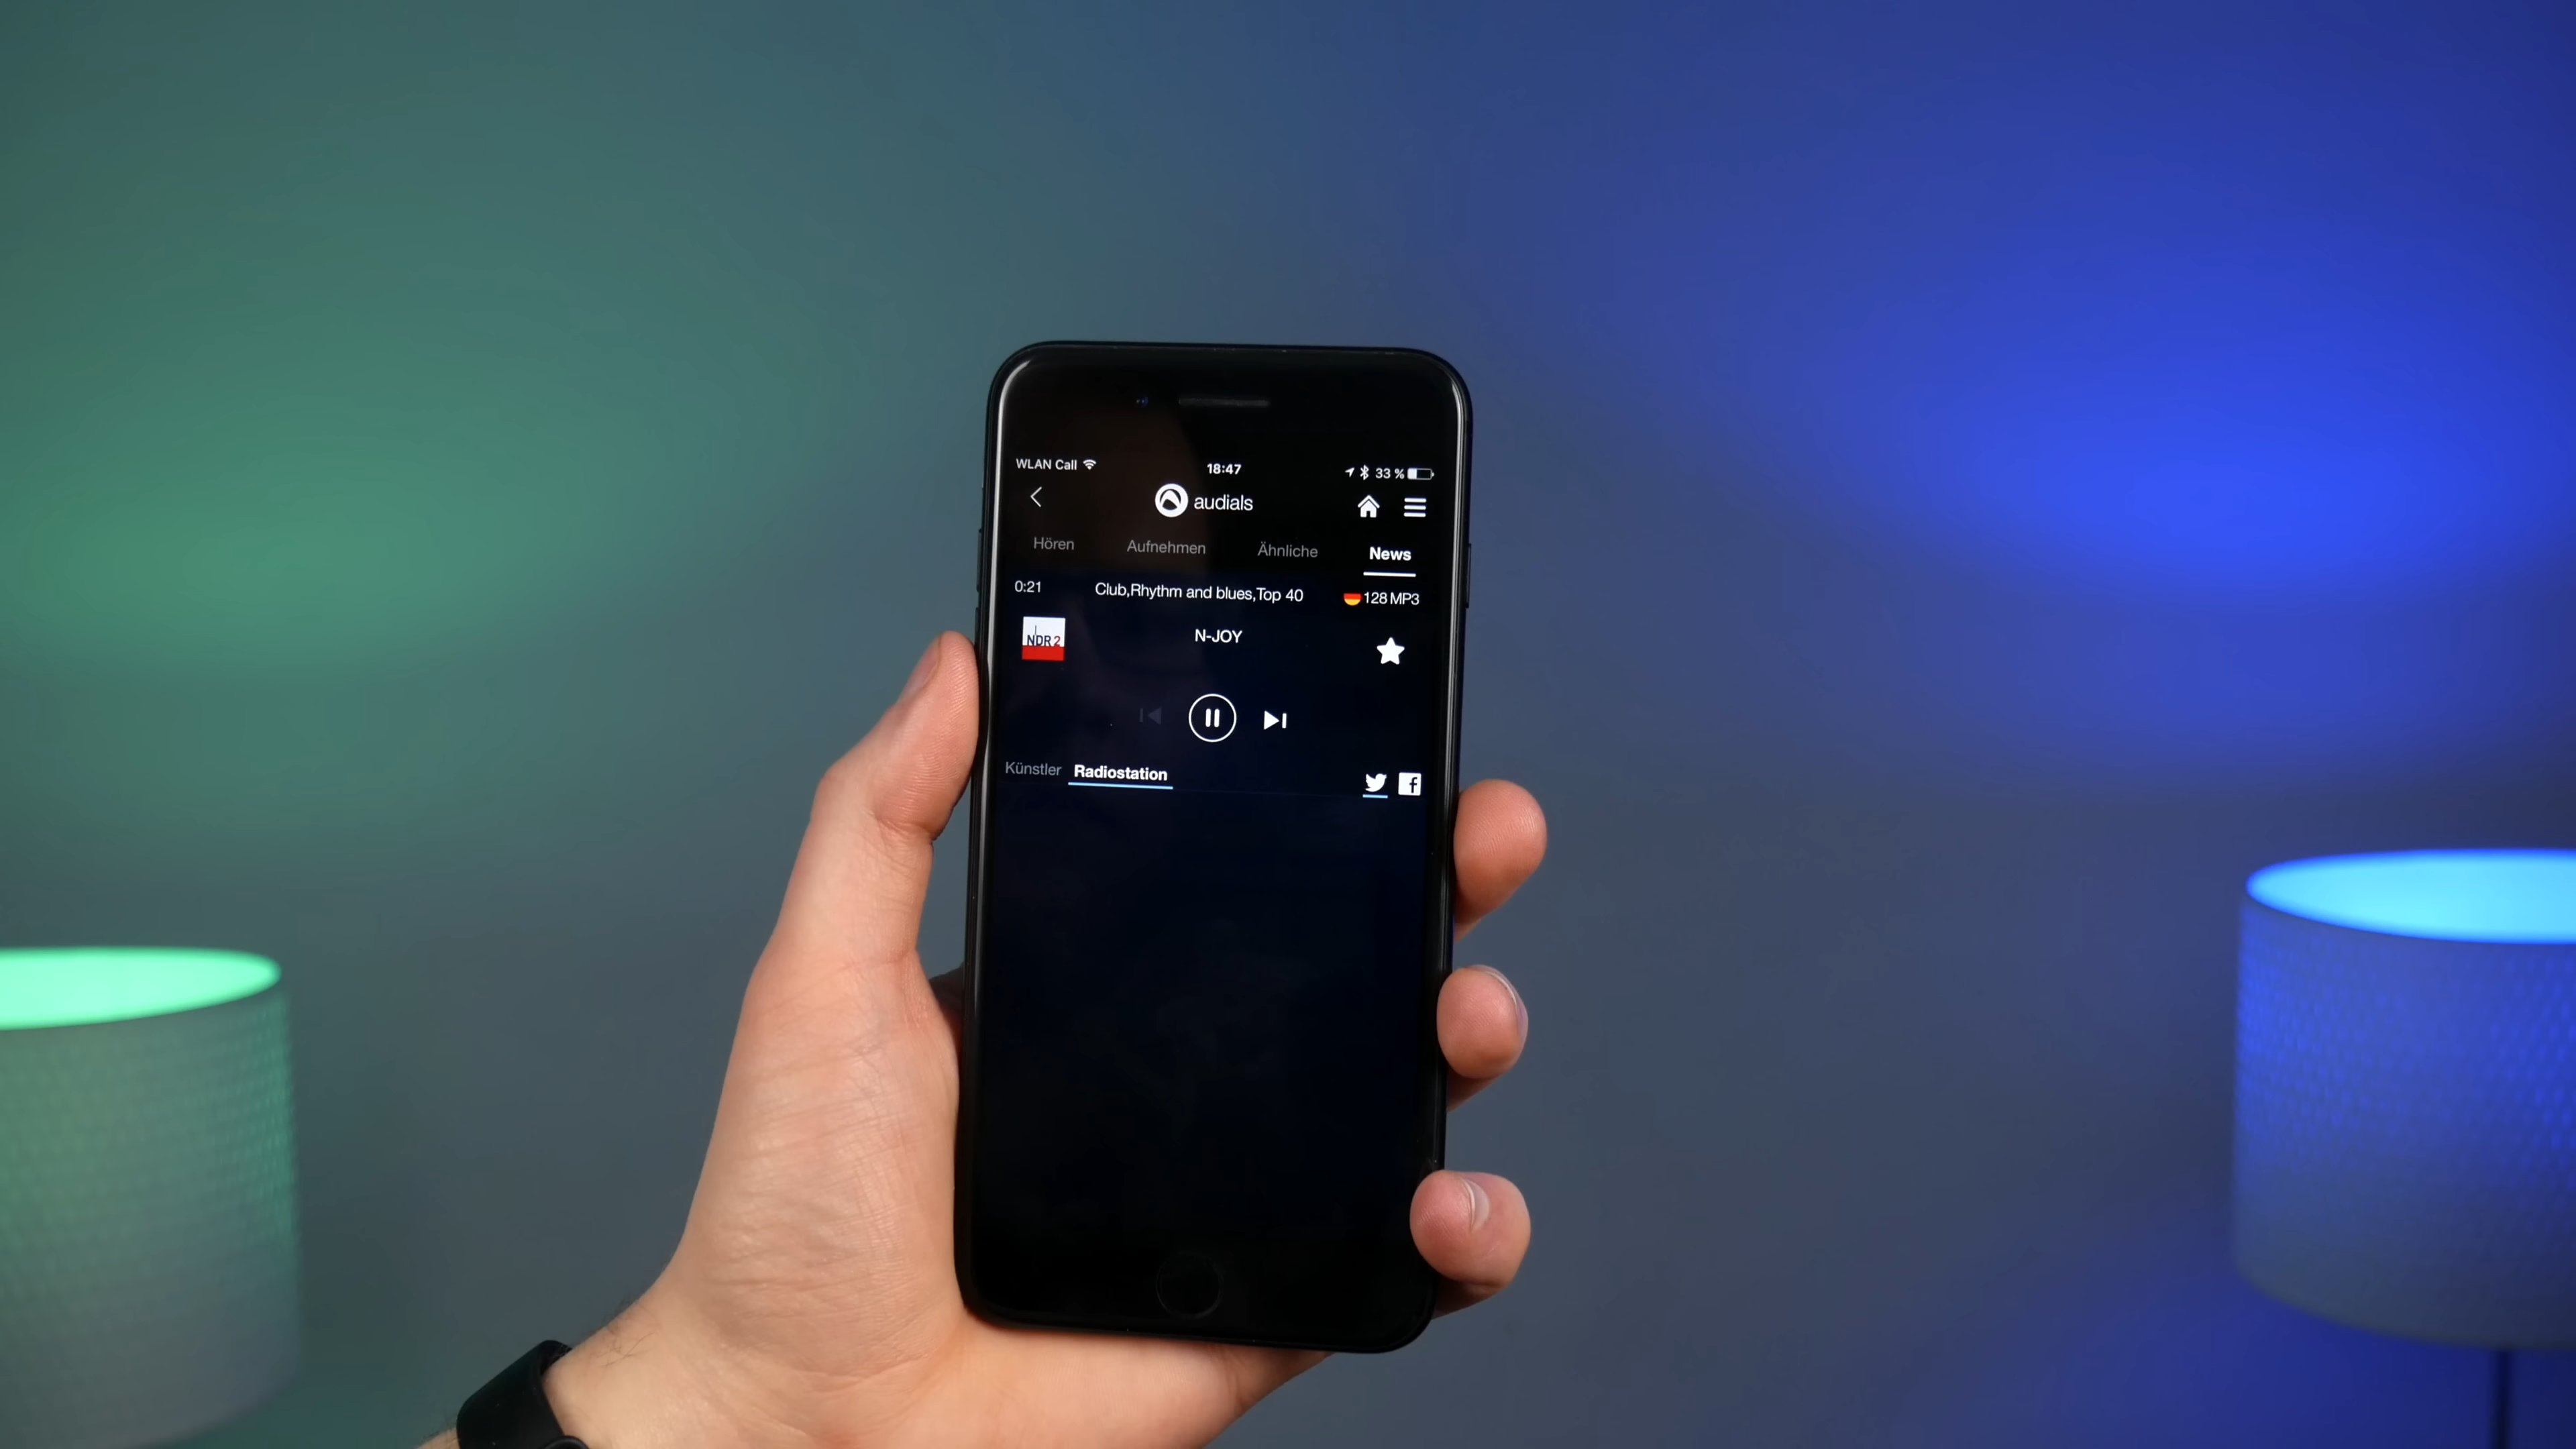 WLAN Call 18:47 33 %
audials
Hören Aufnehmen Ähnliche News
0:21 Club,Rhythm and blues,Top 40 128 MP3
NDR 2 N-JOY
Künstler Radiostation